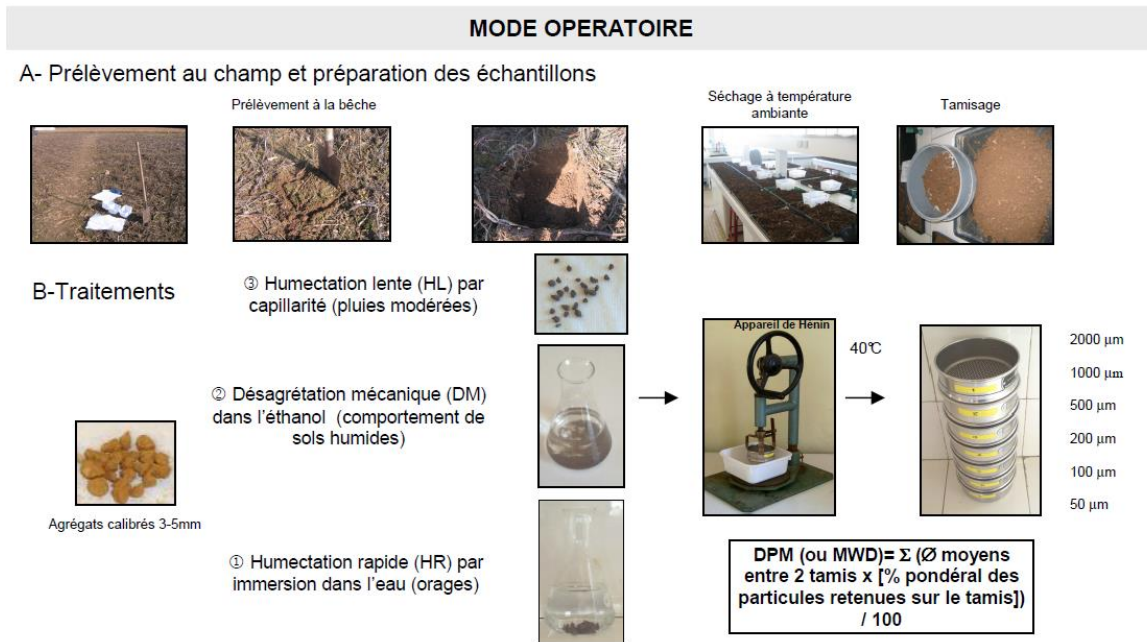 MODE OPERATOIRE
A- Prélèvement au champ et préparation des échantillons
Prélèvement à la bêche
Séchage à température
ambiante
Tamisage
B-Traitements
③ Humectation lente (HL) par
capillarité (pluies modérées)
② Désagrétation mécanique (DM)
dans l'éthanol (comportement de
sols humides)
Agrégats calibrés 3-5mm
① Humectation rapide (HR) par
immersion dans l'eau (orages)
Appareil de Hénin
40℃
2000 μm
1000 μm
500 μm
200 μm
100 μm
50 μm
DPM (ou MWD)= Σ (Ø moyens
entre 2 tamis x [% pondéral des
particules retenues sur le tamis])
/ 100